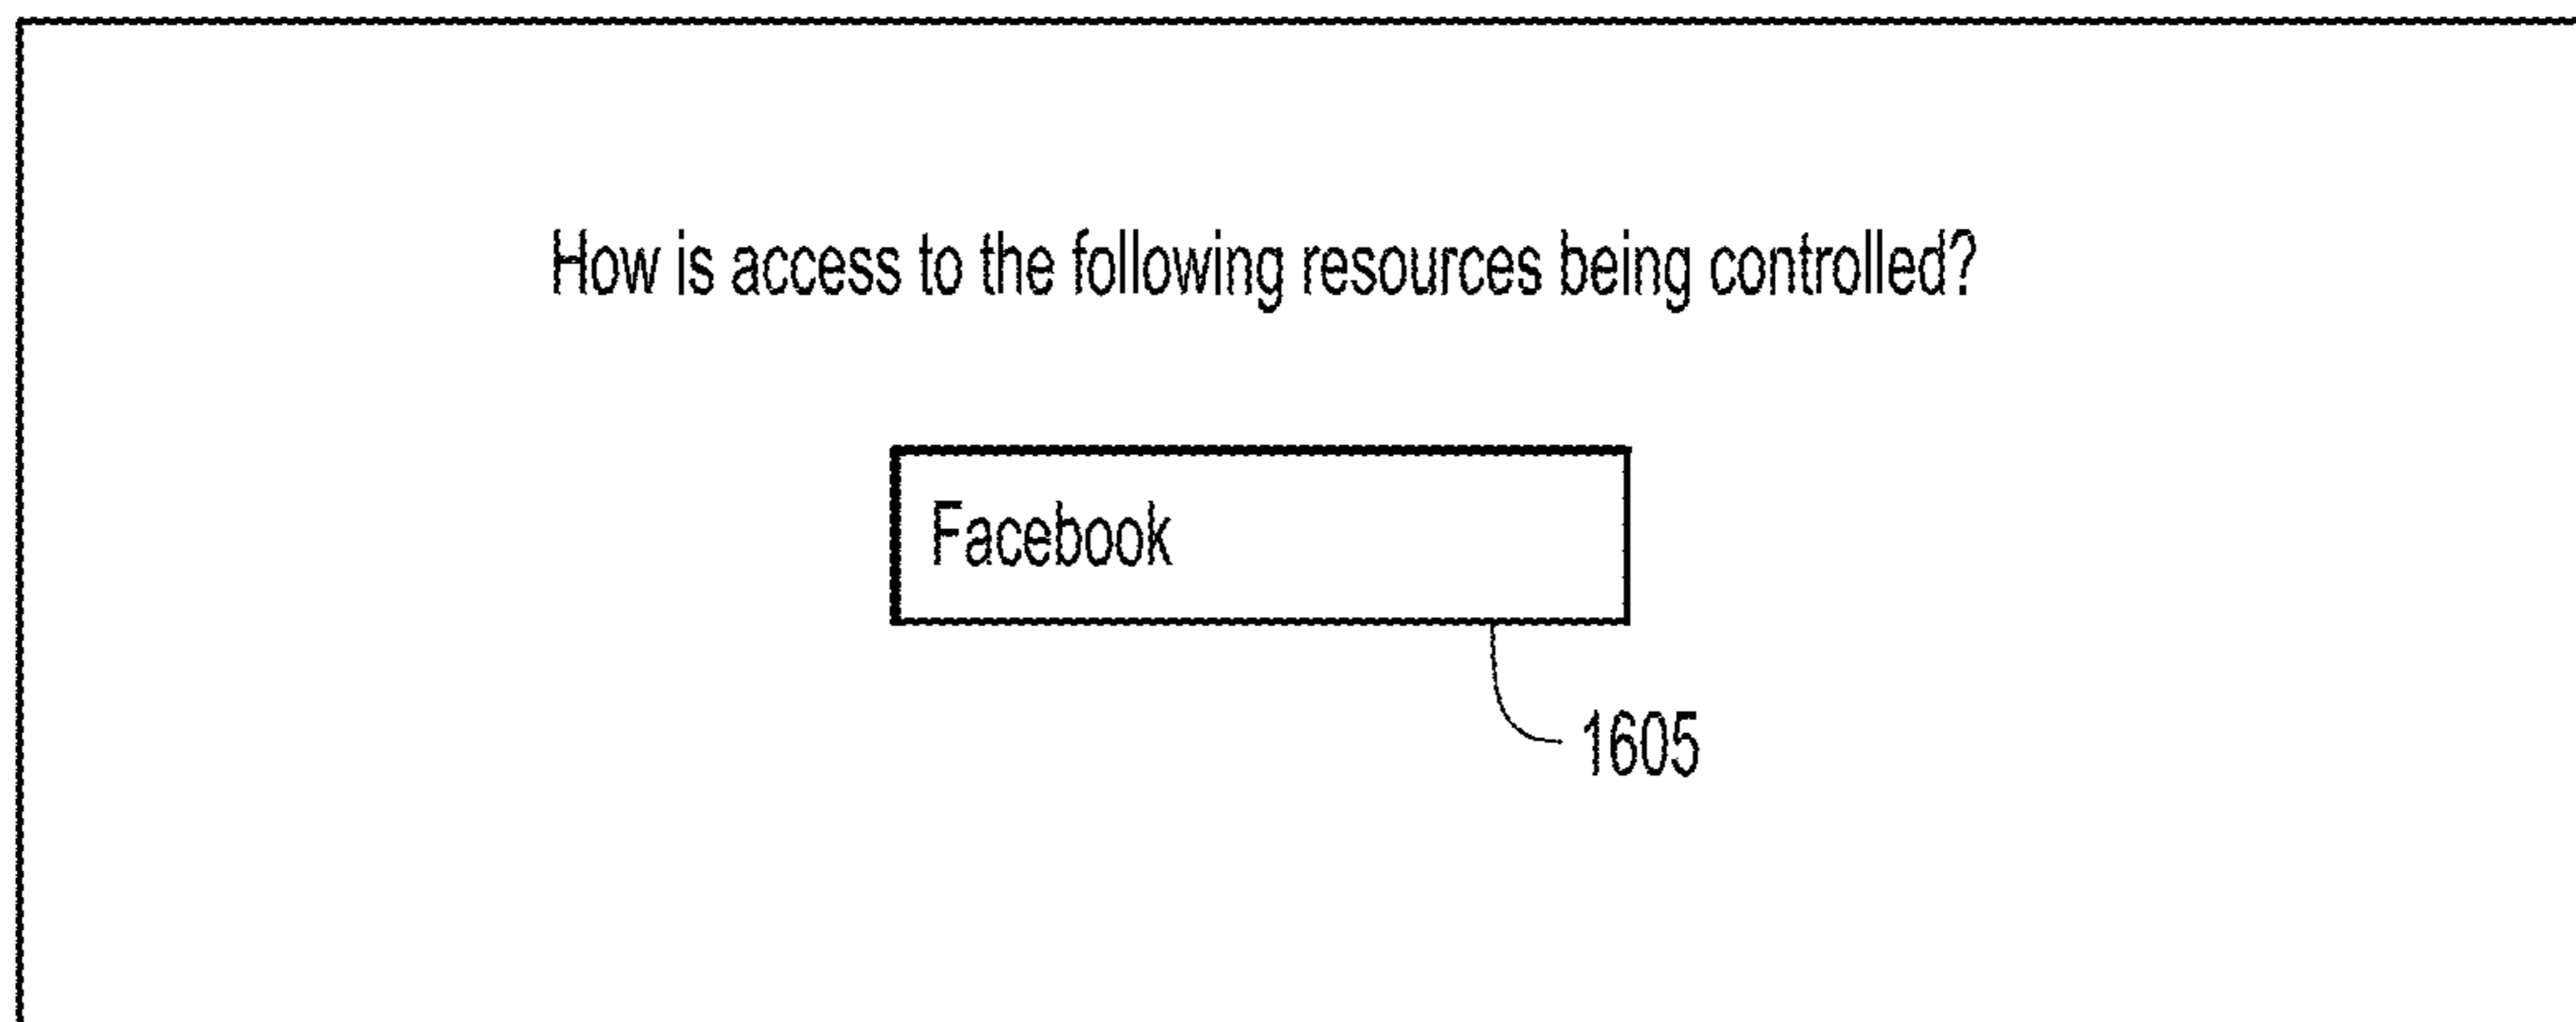 How is access to the following resources being controlled?
Facebook
1605